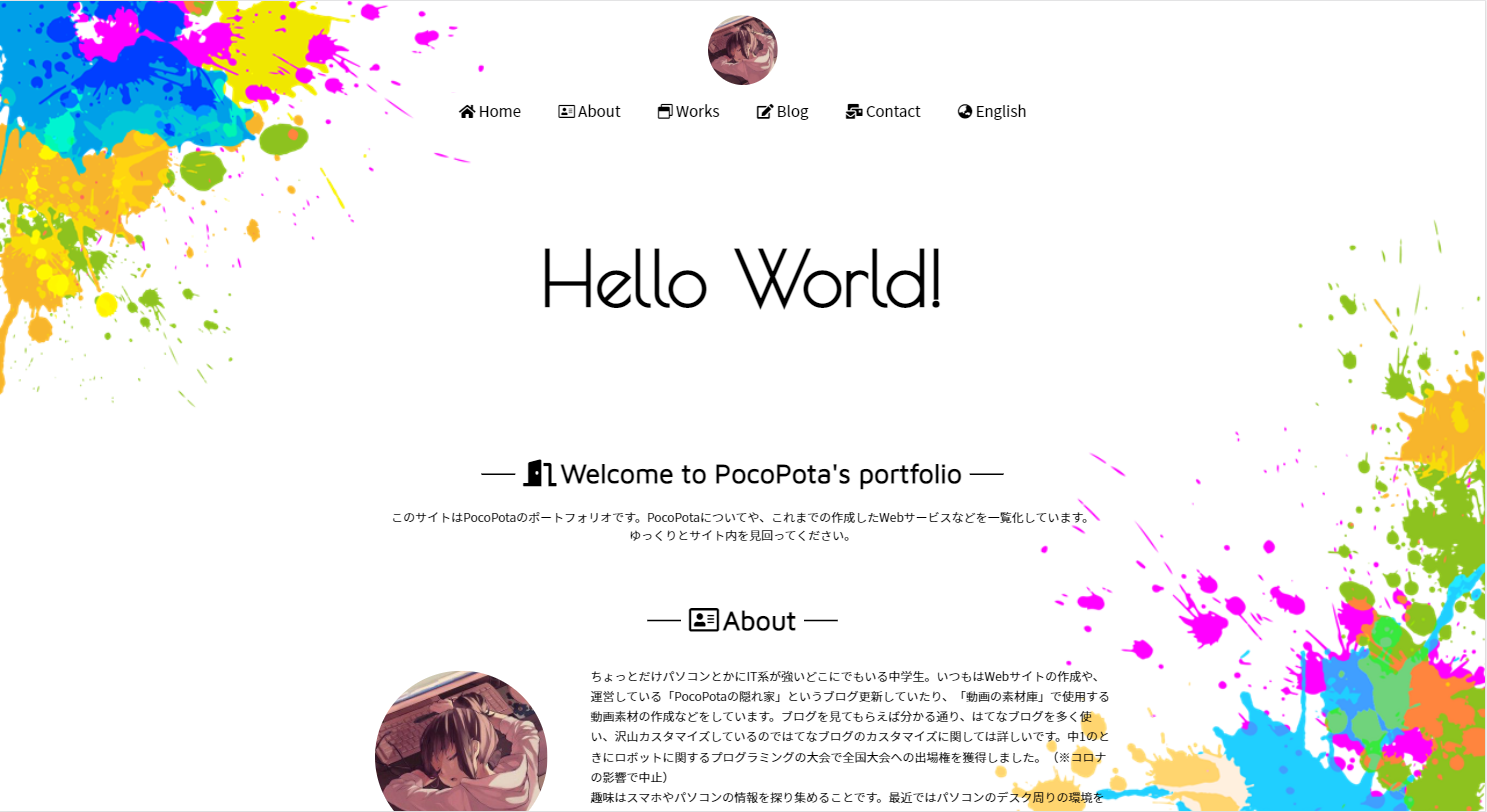 Home About Works Blog Contact English
Hello World!
Welcome to PocoPota's portfolio
このサイトはPocoPotaのポートフォリオです。PocoPotaについてや、これまでの作成したWebサービスなどを一覧化しています。
ゆっくりとサイト内を見回ってください。
About
ちょっとだけパソコンとかにIT系が強いどこにでもいる中学生。いつもはWebサイトの作成や、
運営している「PocoPotaの隠れ家」というブログ更新していたり、「動画の素材庫」で使用する
動画素材の作成などをしています。ブログを見てもらえば分かる通り、はてなブログを多く使
い、沢山カスタマイズしているのではてなブログのカスタマイズに関しては詳しいです。中1のと
きにロボットに関するプログラミングの大会で全国大会への出場権を獲得しました。（※コロナ
の影響で中止）
趣味はスマホやパソコンの情報を探り集めることです。最近ではパソコンのデスク周りの環境を